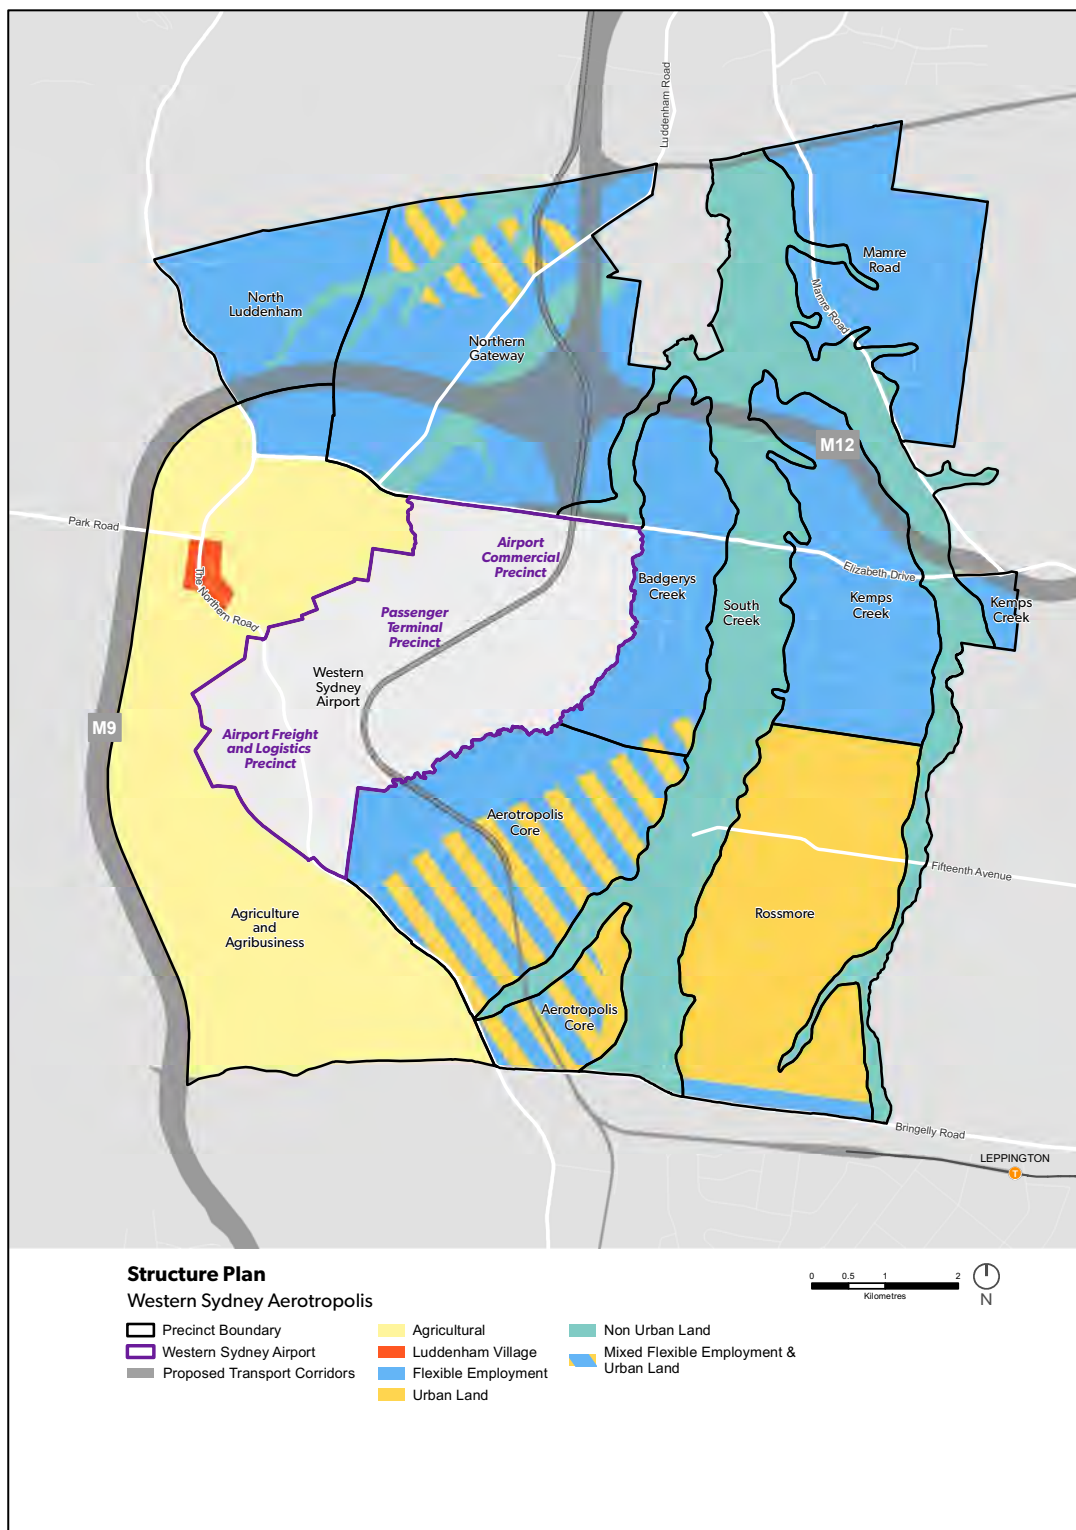 Luddenham Road
Mamre
Road
North
Luddenham
Mamre Road
Northern
Gateway
M12
Park Road
Airport
Commercial
Precinct
Elizabeth Drive
Badgerys
Creek
The Northern Road
Passenger
Terminal
Precinct
South
Creek
Kemps
Creek
Kemps
Creek
Western
Sydney
Airport
M9
Airport Freight
and Logistics
Precinct
Aerotropolis
Core
Fifteenth Avenue
Agriculture
and
Agribusiness
Rossmore
Aerotropolis
Core
Bringelly Road
LEPPINGTON
T
Structure Plan
Western Sydney Aerotropolis
0 0.5 1 2
Kilometres
N
Precinct Boundary
Western Sydney Airport
Proposed Transport Corridors
Agricultural
Luddenham Village
Flexible Employment
Urban Land
Non Urban Land
Mixed Flexible Employment &
Urban Land